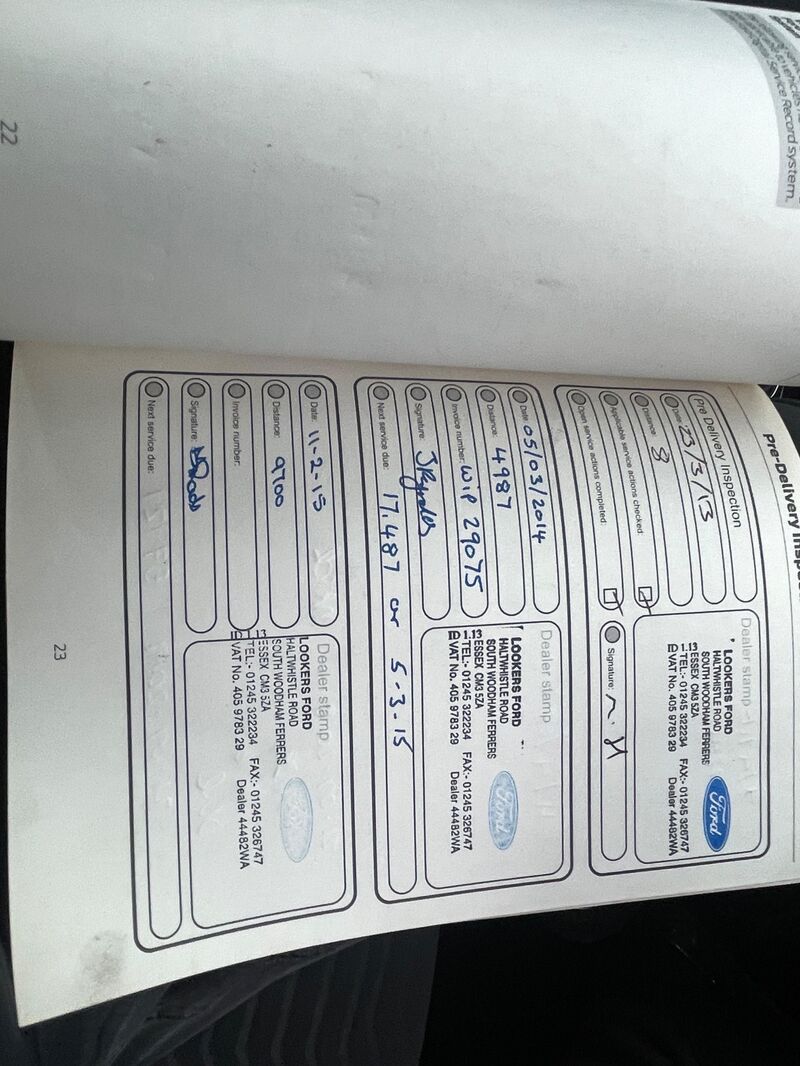 22
Service Record system.
Pre Delivery Inspection
Date: 23/3/13
Distance: 8
Applicable service actions checked:
Open service actions completed:
Signature:
Dealer stamp
LOOKERS FORD
HALTWHISTLE ROAD
SOUTH WOODHAM FERRERS
ESSEX CM3 5ZA
TEL:- 01245 322234 FAX:- 01245 326747
VAT No. 405 9783 29 Dealer 44482WA
Ford
Date: 05/03/2014
Distance: 4987
Invoice number: WIP 29075
Signature: JReynolds
Next service due: 17.487 or 5-3-15
Dealer stamp
LOOKERS FORD
HALTWHISTLE ROAD
SOUTH WOODHAM FERRERS
ESSEX CM3 5ZA
TEL:- 01245 322234 FAX:- 01245 326747
VAT No. 405 9783 29 Dealer 44482WA
Ford
Date: 11-2-15
Distance: 9700
Invoice number:
Signature:
Next service due:
Dealer stamp
LOOKERS FORD
HALTWHISTLE ROAD
SOUTH WOODHAM FERRERS
ESSEX CM3 5ZA
TEL:- 01245 322234 FAX:- 01245 326747
VAT No. 405 9783 29 Dealer 44482WA
Ford
23